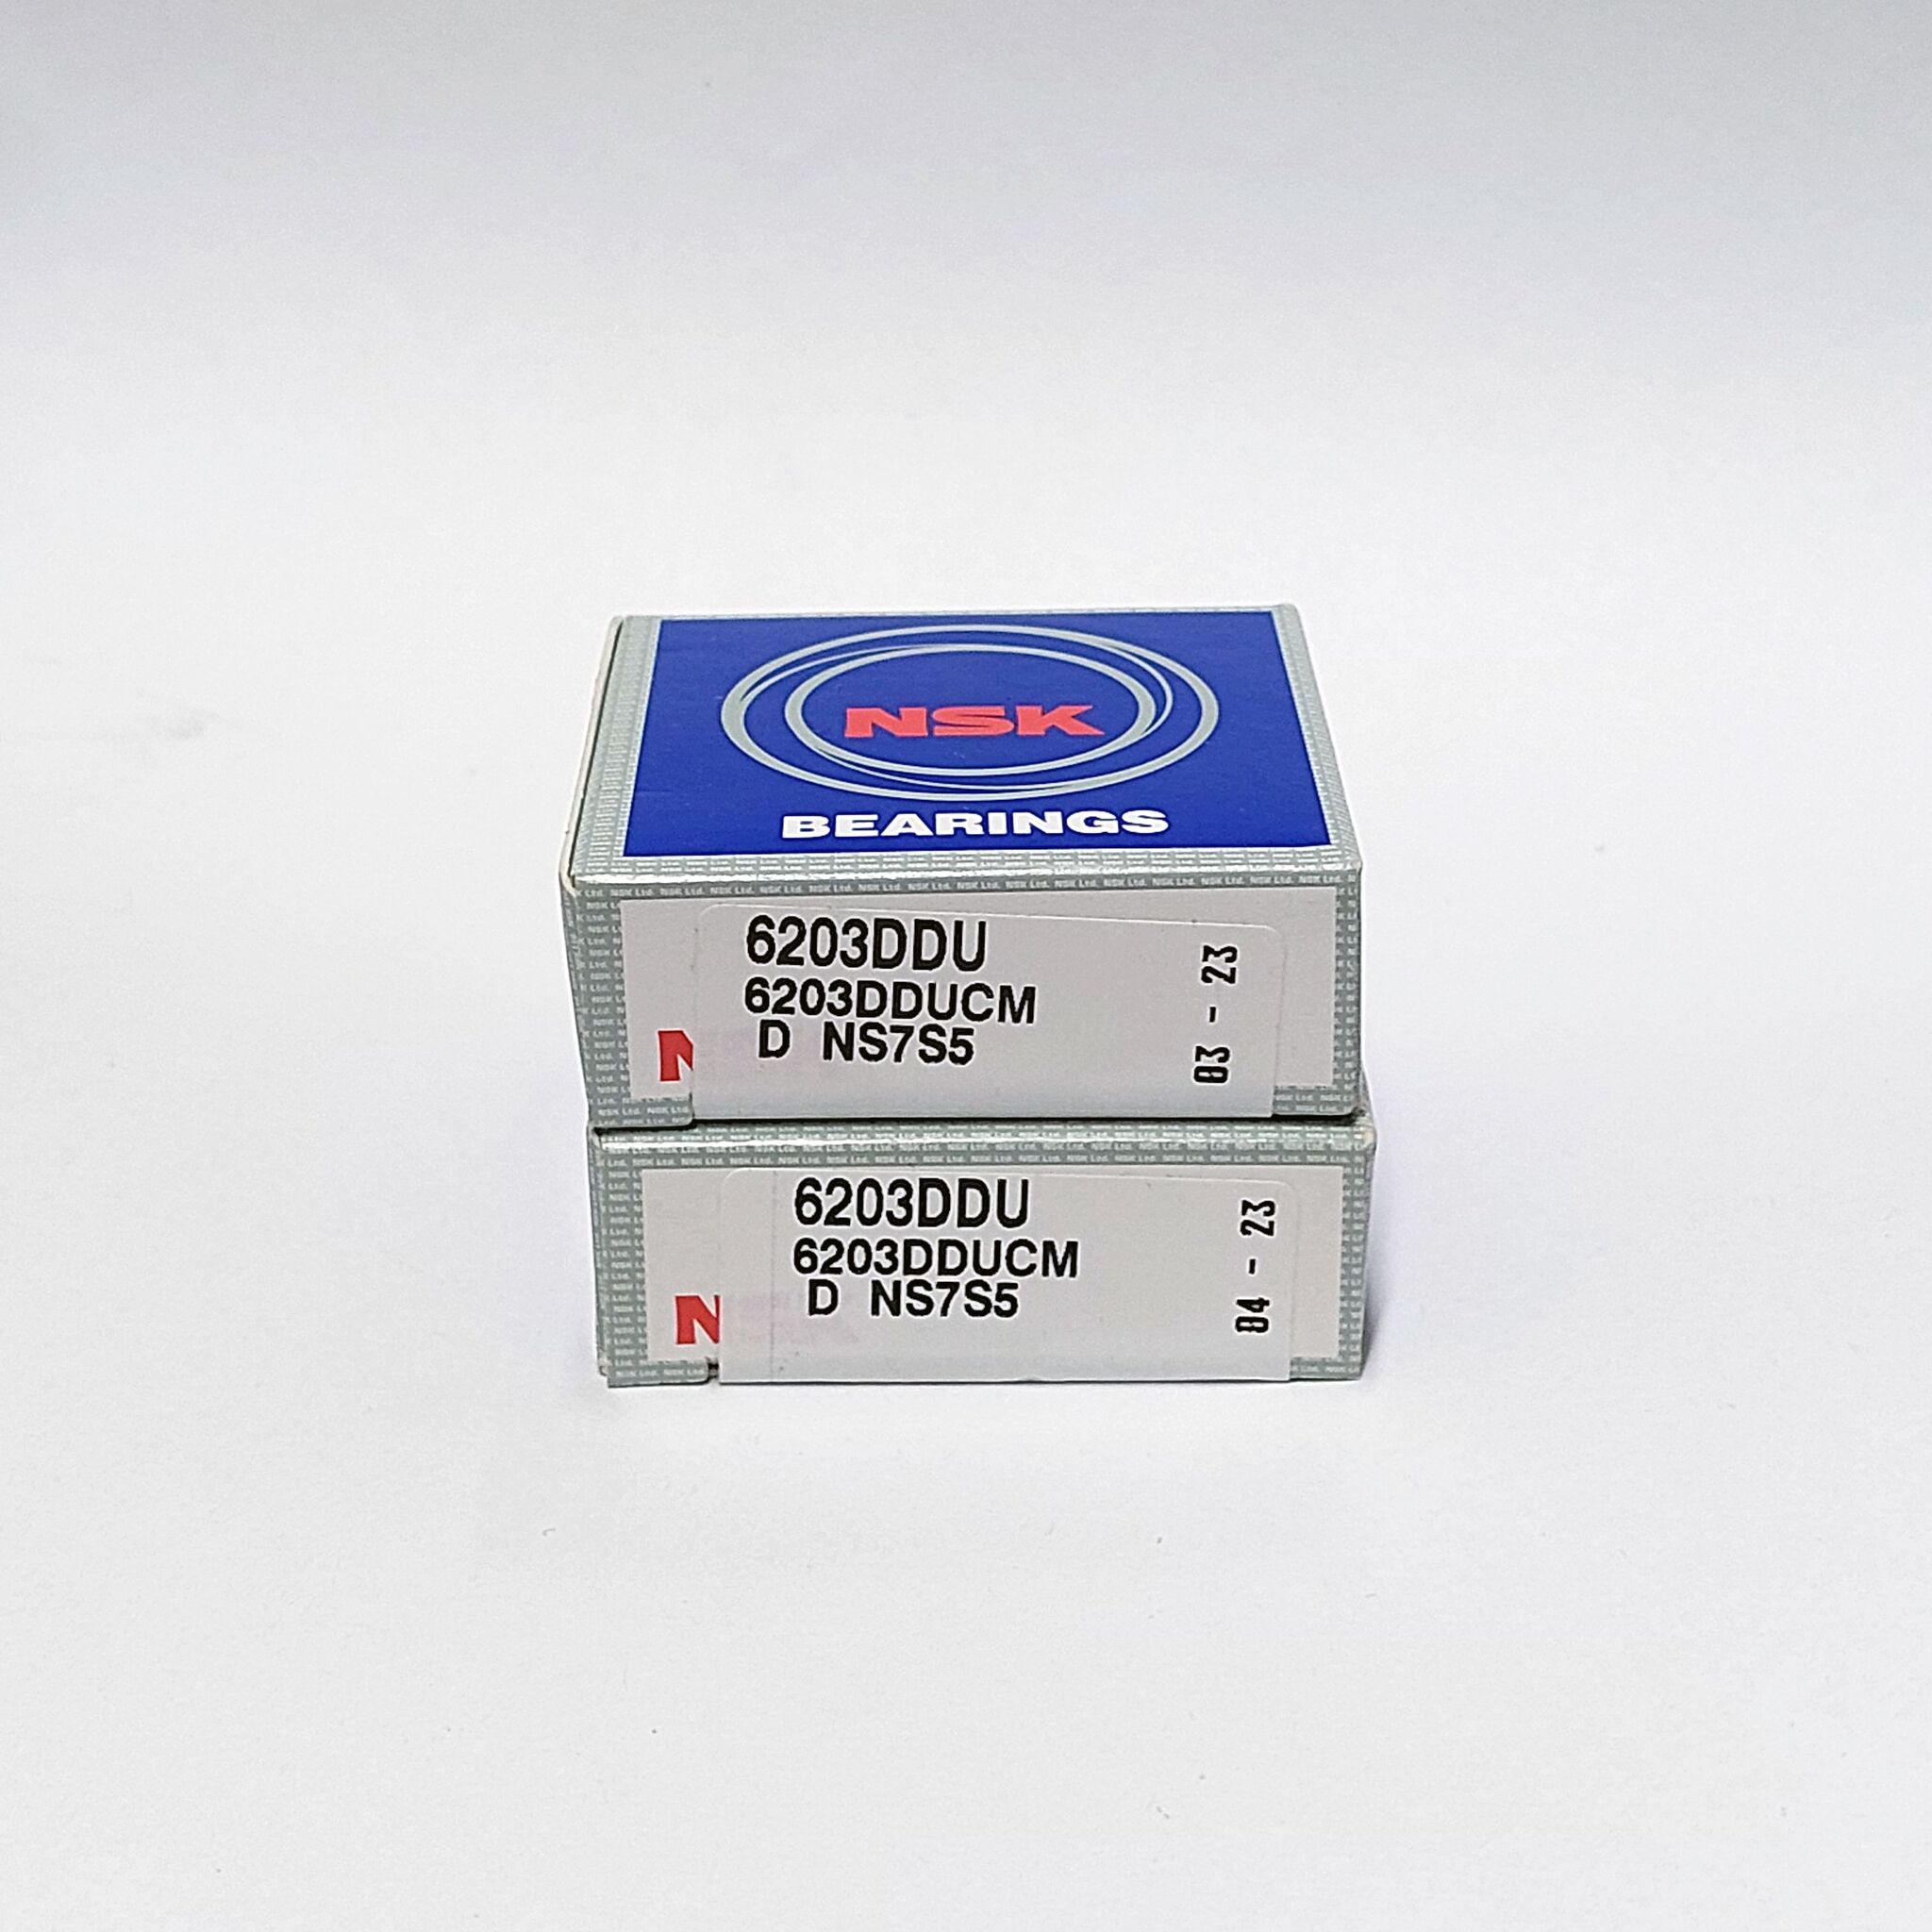 NSK
BEARINGS
6203DDU
6203DDUCM
D NS7S5
03 - 23
N
6203DDU
6203DDUCM
D NS7S5
04 - 23
N